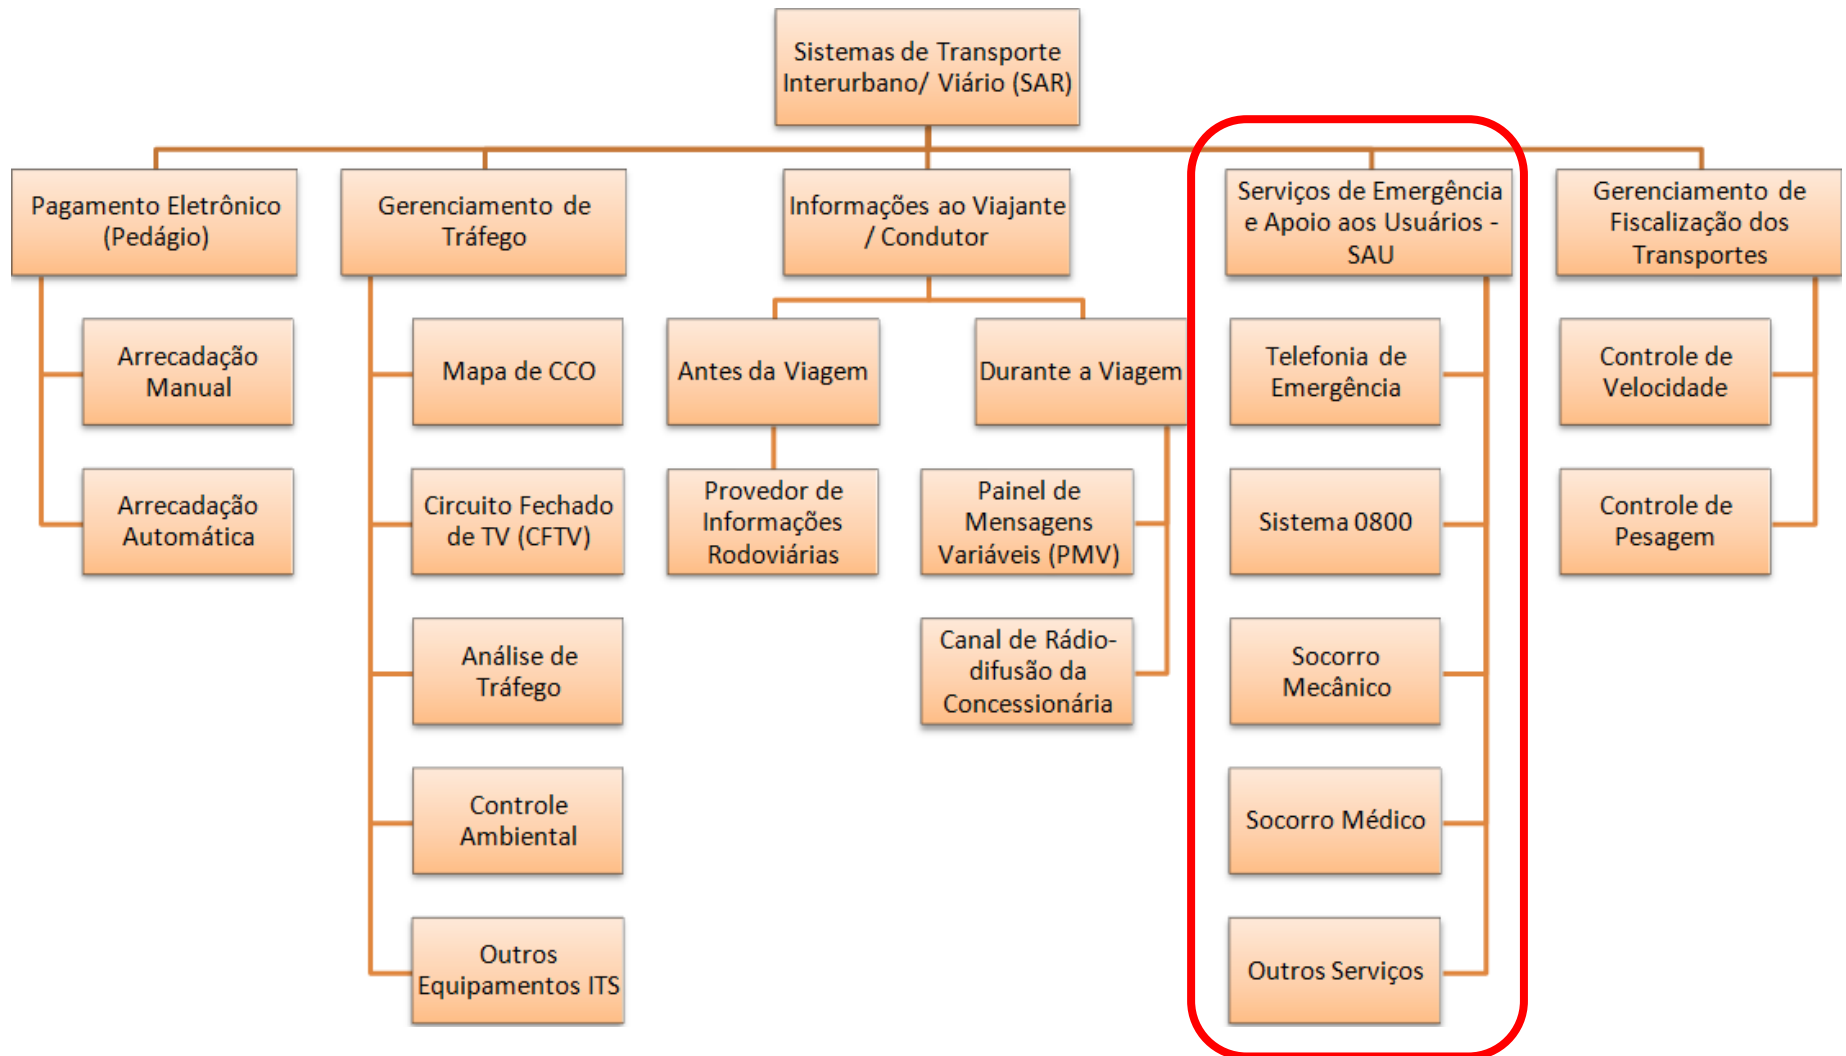 Sistemas de Transporte
Interurbano/ Viário (SAR)
Pagamento Eletrônico
(Pedágio)
Arrecadação
Manual
Arrecadação
Automática
Gerenciamento de
Tráfego
Mapa de CCO
Circuito Fechado
de TV (CFTV)
Análise de
Tráfego
Controle
Ambiental
Outros
Equipamentos ITS
Informações ao Viajante
/ Condutor
Antes da Viagem
Provedor de
Informações
Rodoviárias
Durante a Viagem
Painel de
Mensagens
Variáveis (PMV)
Canal de Rádio-
difusão da
Concessionária
Serviços de Emergência
e Apoio aos Usuários -
SAU
Telefonia de
Emergência
Sistema 0800
Socorro
Mecânico
Socorro Médico
Outros Serviços
Gerenciamento de
Fiscalização dos
Transportes
Controle de
Velocidade
Controle de
Pesagem